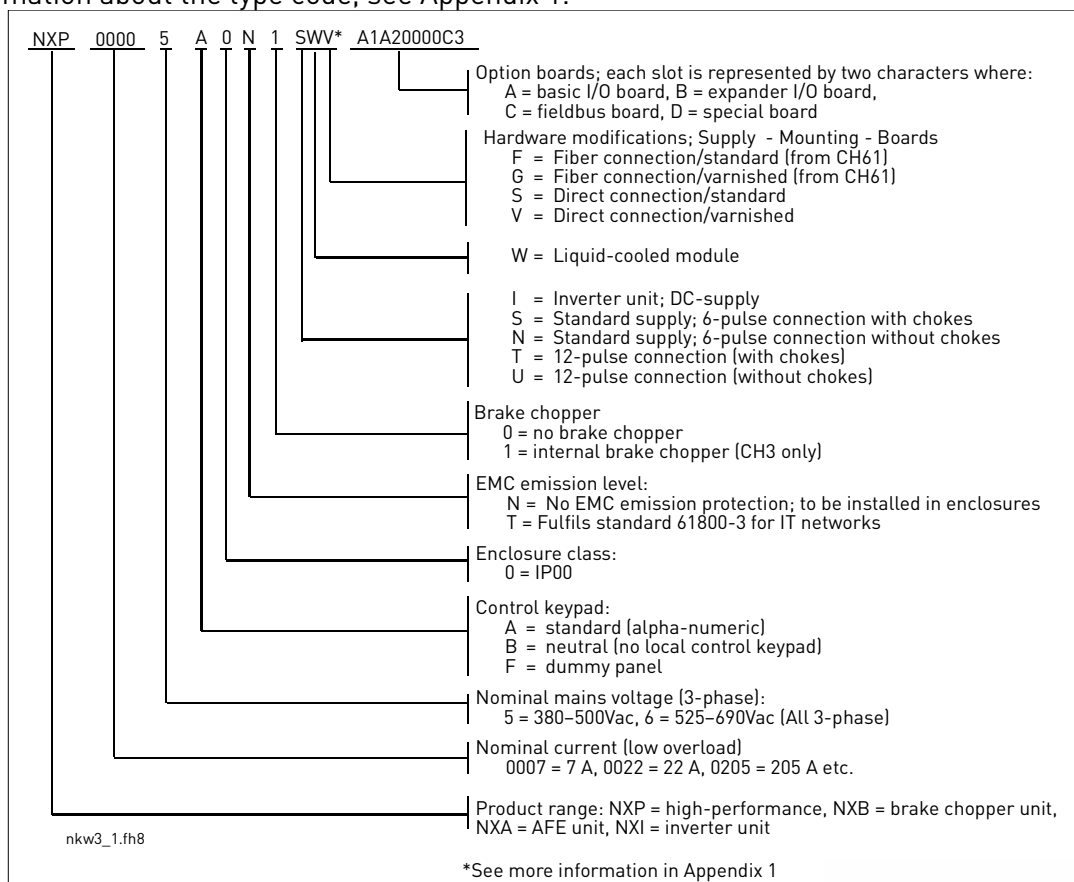 mation about the type code, see Appendix 1.
NXP 0000 5 A 0 N 1 SWV* A1A20000C3
Option boards; each slot is represented by two characters where:
A = basic I/O board, B = expander I/O board,
C = fieldbus board, D = special board
Hardware modifications; Supply - Mounting - Boards
F = Fiber connection/standard (from CH61)
G = Fiber connection/varnished (from CH61)
S = Direct connection/standard
V = Direct connection/varnished
W = Liquid-cooled module
I = Inverter unit; DC-supply
S = Standard supply; 6-pulse connection with chokes
N = Standard supply; 6-pulse connection without chokes
T = 12-pulse connection (with chokes)
U = 12-pulse connection (without chokes)
Brake chopper
0 = no brake chopper
1 = internal brake chopper (CH3 only)
EMC emission level:
N = No EMC emission protection; to be installed in enclosures
T = Fulfils standard 61800-3 for IT networks
Enclosure class:
0 = IP00
Control keypad:
A = standard (alpha-numeric)
B = neutral (no local control keypad)
F = dummy panel
Nominal mains voltage (3-phase):
5 = 380–500Vac, 6 = 525–690Vac (All 3-phase)
Nominal current (low overload)
0007 = 7 A, 0022 = 22 A, 0205 = 205 A etc.
Product range: NXP = high-performance, NXB = brake chopper unit,
NXA = AFE unit, NXI = inverter unit
nkw3_1.fh8
*See more information in Appendix 1